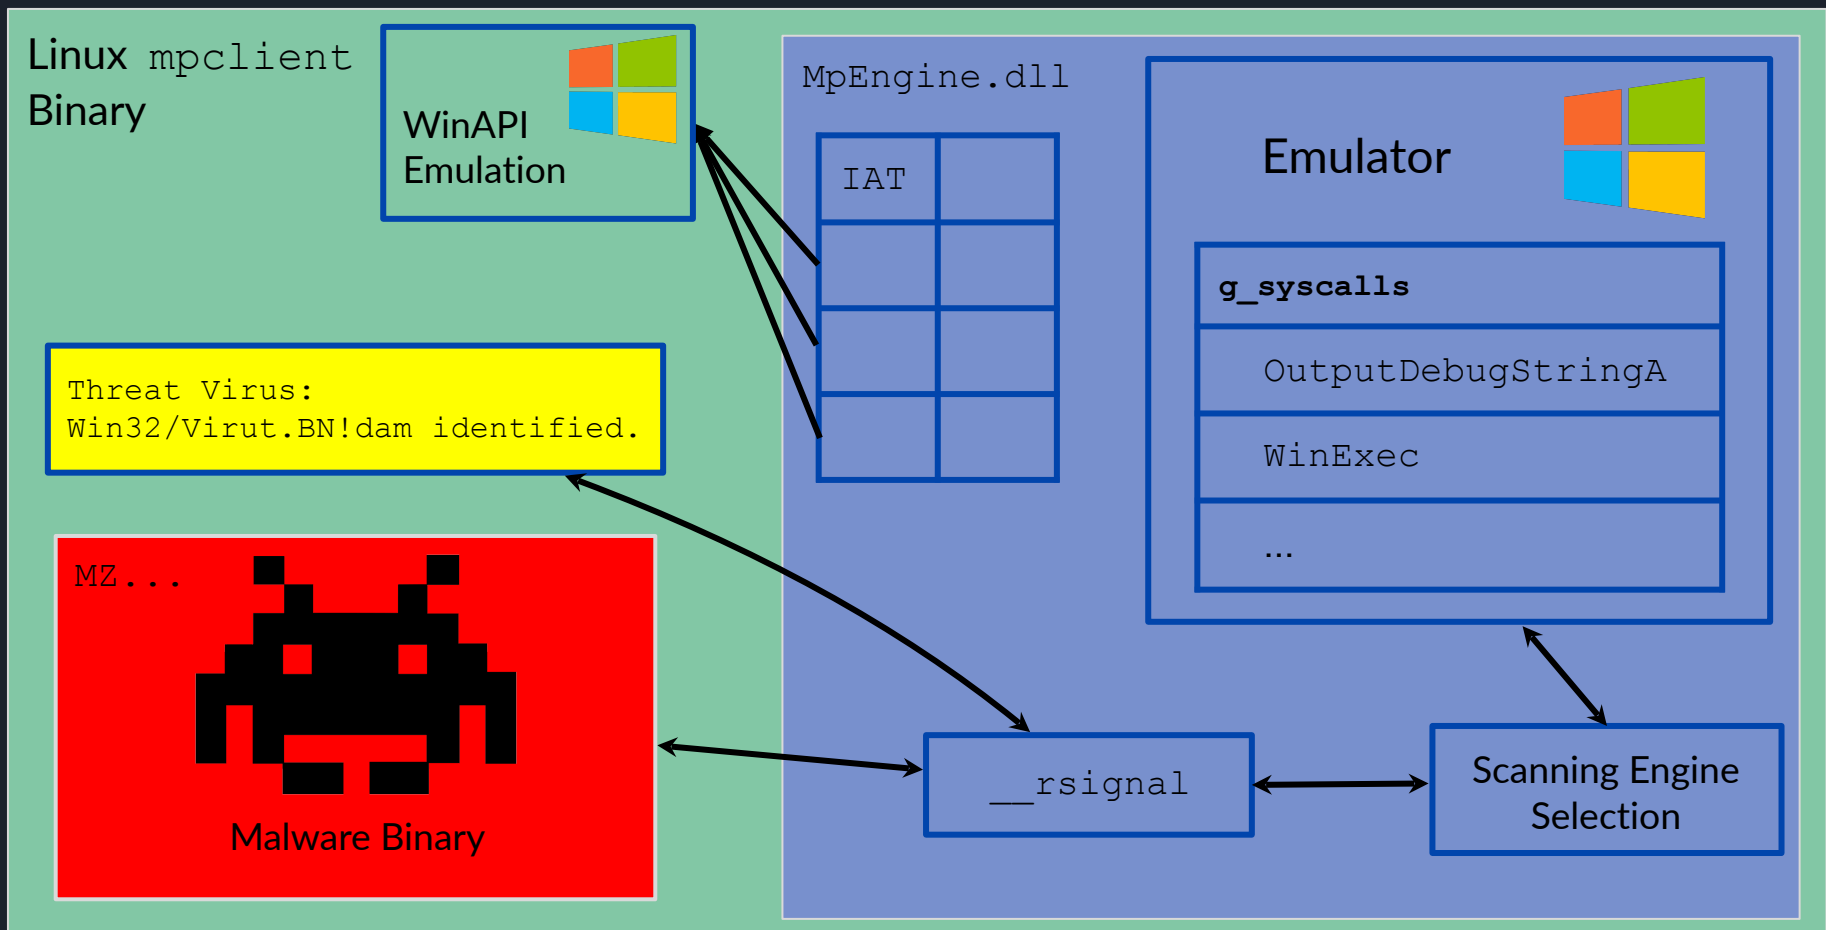 Linux mpclient
Binary
WinAPI
Emulation
MpEngine.dll
IAT
Emulator
g_syscalls
OutputDebugStringA
WinExec
...
Threat Virus:
Win32/Virut.BN!dam identified.
MZ...
Malware Binary
__rsignal
Scanning Engine
Selection